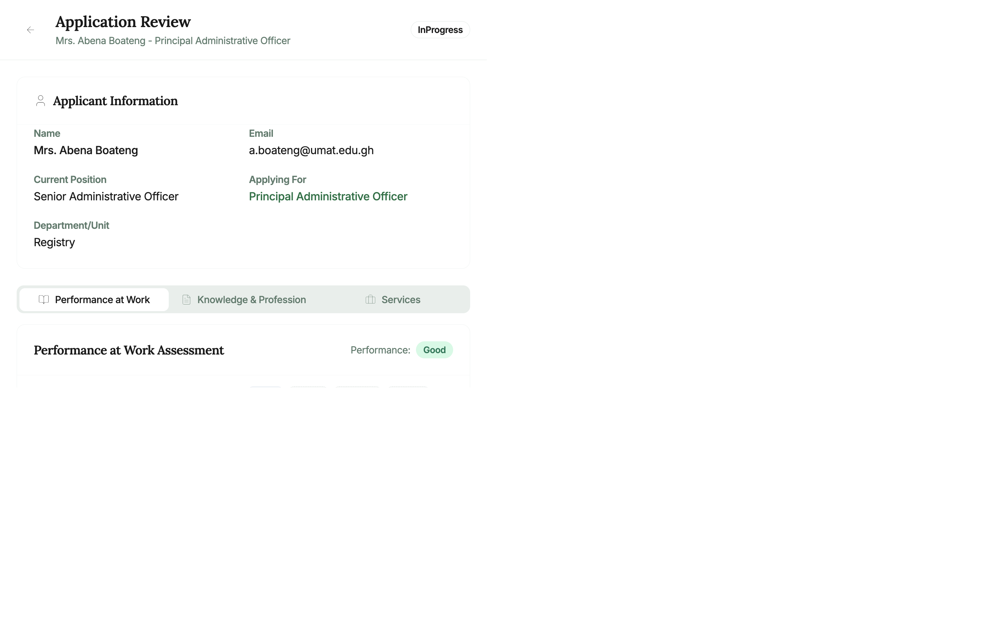 Application Review
Mrs. Abena Boateng - Principal Administrative Officer
InProgress
Applicant Information
Name
Mrs. Abena Boateng
Email
a.boateng@umat.edu.gh
Current Position
Senior Administrative Officer
Applying For
Principal Administrative Officer
Department/Unit
Registry
Performance at Work
Knowledge & Profession
Services
Performance at Work Assessment
Performance: Good